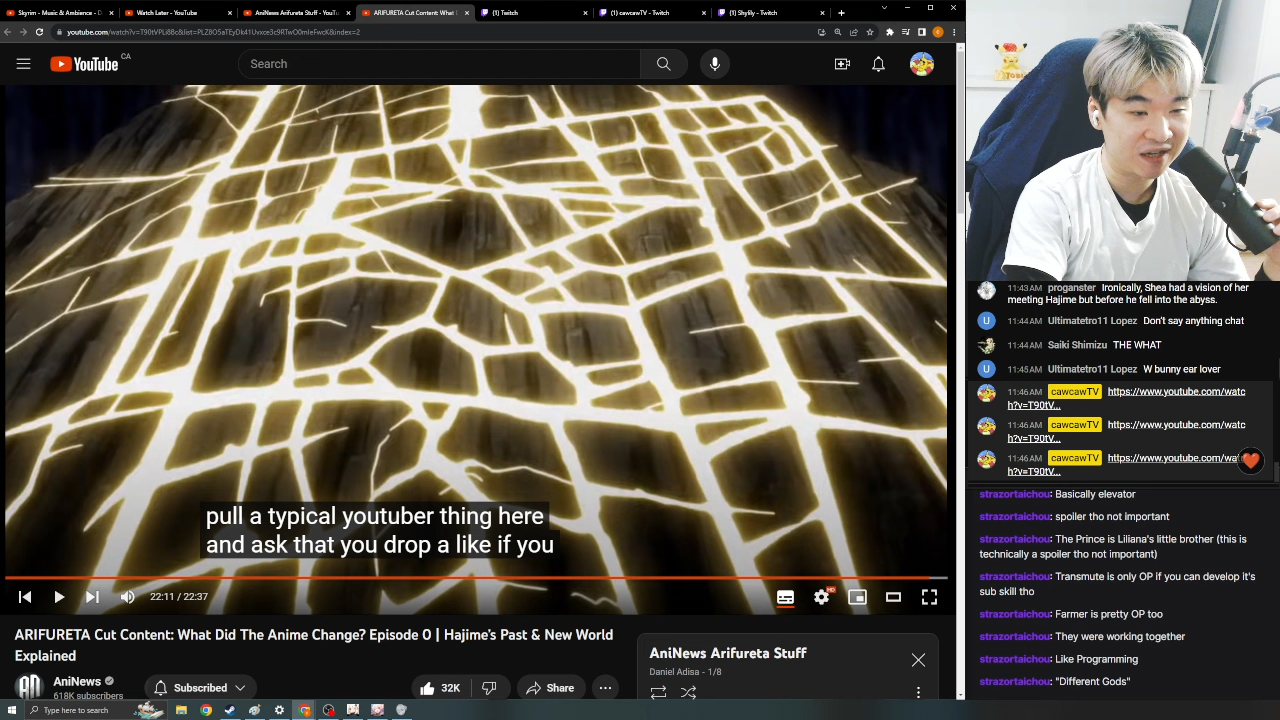 Skyrim - Music & Ambience - D
Watch Later - YouTube
AniNews Arifureta Stuff - YouTu
ARIFURETA Cut Content: What
Twitch
(1) cawcawTV - Twitch
(1) Shylily - Twitch
youtube.com/watch?v=T90tVPLi8Bc&list=PLZ8O5aTEyDk41Uvxce3c9RTwO0mIeFwcK&index=2
YouTube CA
Search
pull a typical youtuber thing here
and ask that you drop a like if you
22:11 / 22:37
HD
ARIFURETA Cut Content: What Did The Anime Change? Episode 0 | Hajime's Past & New World
Explained
AniNews
618K subscribers
Subscribed
32K
Share
AniNews Arifureta Stuff
Daniel Adisa - 1/8
Type here to search
11:43 AM proganster Ironically, Shea had a vision of her
meeting Hajime but before he fell into the abyss.
U 11:44 AM Ultimatetro11 Lopez Don't say anything chat
11:44 AM Saiki Shimizu THE WHAT
U 11:45 AM Ultimatetro11 Lopez W bunny ear lover
11:46 AM cawcawTV https://www.youtube.com/watc
h?v=T90tV...
11:46 AM cawcawTV https://www.youtube.com/watc
h?v=T90tV...
11:46 AM cawcawTV https://www.youtube.com/wa
h?v=T90tV...
strazortaichou: Basically elevator
strazortaichou: spoiler tho not important
strazortaichou: The Prince is Liliana's little brother (this is
technically a spoiler tho not important)
strazortaichou: Transmute is only OP if you can develop it's
sub skill tho
strazortaichou: Farmer is pretty OP too
strazortaichou: They were working together
strazortaichou: Like Programming
strazortaichou: "Different Gods"